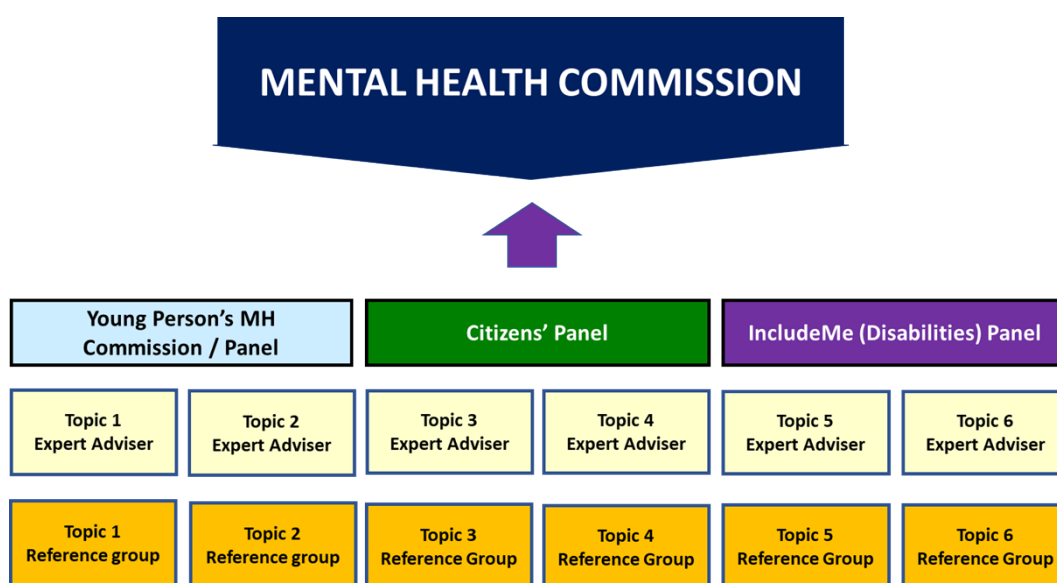 MENTAL HEALTH COMMISSION
Young Person's MH
Commission / Panel
Citizens' Panel
IncludeMe (Disabilities) Panel
Topic 1
Expert Adviser
Topic 2
Expert Adviser
Topic 3
Expert Adviser
Topic 4
Expert Adviser
Topic 5
Expert Adviser
Topic 6
Expert Adviser
Topic 1
Reference group
Topic 2
Reference group
Topic 3
Reference Group
Topic 4
Reference Group
Topic 5
Reference Group
Topic 6
Reference Group